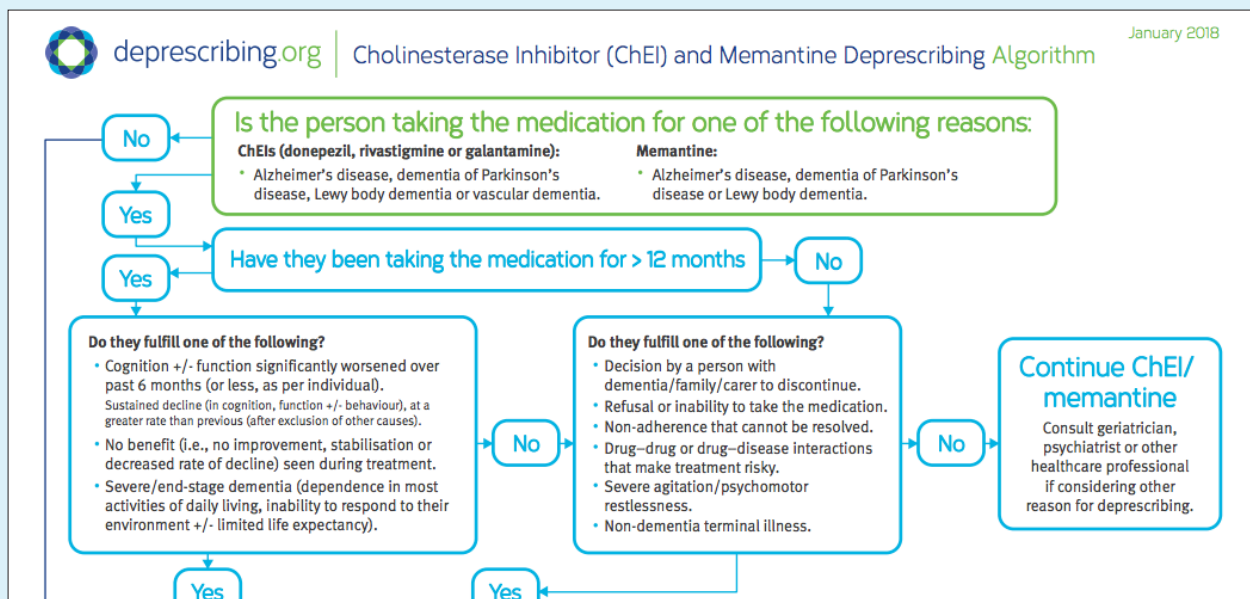 deprescribing.org
Cholinesterase Inhibitor (ChEI) and Memantine Deprescribing Algorithm
January 2018
No
Is the person taking the medication for one of the following reasons:
ChEIs (donepezil, rivastigmine or galantamine):
• Alzheimer's disease, dementia of Parkinson's
disease, Lewy body dementia or vascular dementia.
Memantine:
• Alzheimer's disease, dementia of Parkinson's
disease or Lewy body dementia.
Yes
Have they been taking the medication for > 12 months
No
Yes
Do they fulfill one of the following?
• Cognition +/- function significantly worsened over
past 6 months (or less, as per individual).
Sustained decline (in cognition, function +/- behaviour), at a
greater rate than previous (after exclusion of other causes).
• No benefit (i.e., no improvement, stabilisation or
decreased rate of decline) seen during treatment.
• Severe/end-stage dementia (dependence in most
activities of daily living, inability to respond to their
environment +/- limited life expectancy).
No
Do they fulfill one of the following?
• Decision by a person with
dementia/family/carer to discontinue.
• Refusal or inability to take the medication.
• Non-adherence that cannot be resolved.
• Drug–drug or drug–disease interactions
that make treatment risky.
• Severe agitation/psychomotor
restlessness.
• Non-dementia terminal illness.
No
Continue ChEI/
memantine
Consult geriatrician,
psychiatrist or other
healthcare professional
if considering other
reason for deprescribing.
Yes
Yes